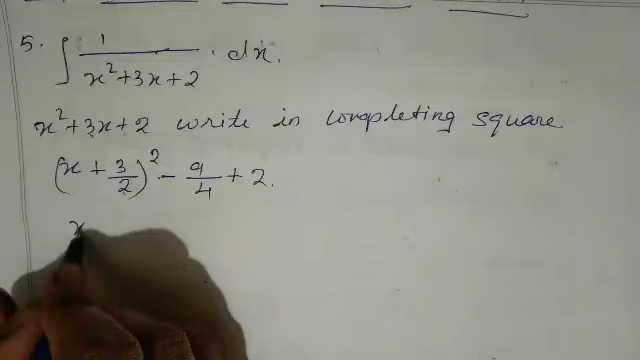 5. ∫ 1/(x²+3x+2) · dx.
x²+3x+2 write in completing square
(x + 3/2)² - 9/4 + 2.
x